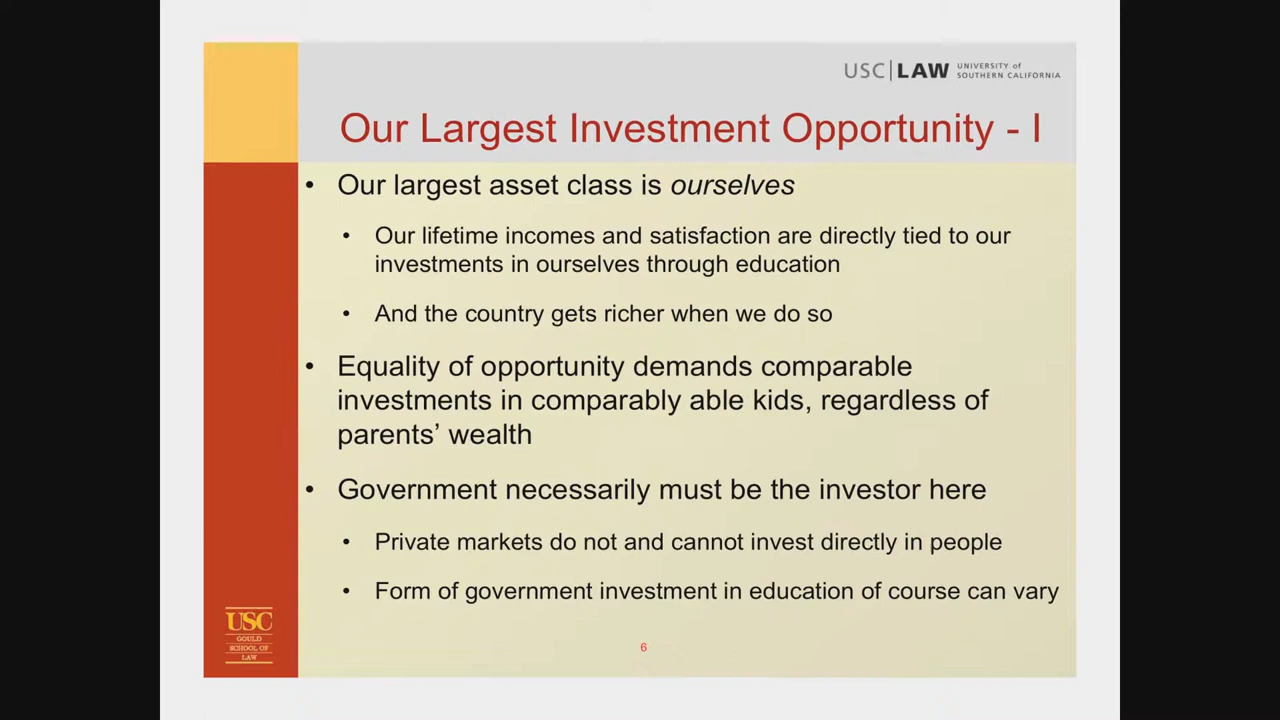 USC LAW UNIVERSITY of
SOUTHERN CALIFORNIA
Our Largest Investment Opportunity - I
• Our largest asset class is ourselves
• Our lifetime incomes and satisfaction are directly tied to our
investments in ourselves through education
• And the country gets richer when we do so
• Equality of opportunity demands comparable
investments in comparably able kids, regardless of
parents’ wealth
• Government necessarily must be the investor here
• Private markets do not and cannot invest directly in people
• Form of government investment in education of course can vary
USC
GOULD
SCHOOL OF
LAW
6